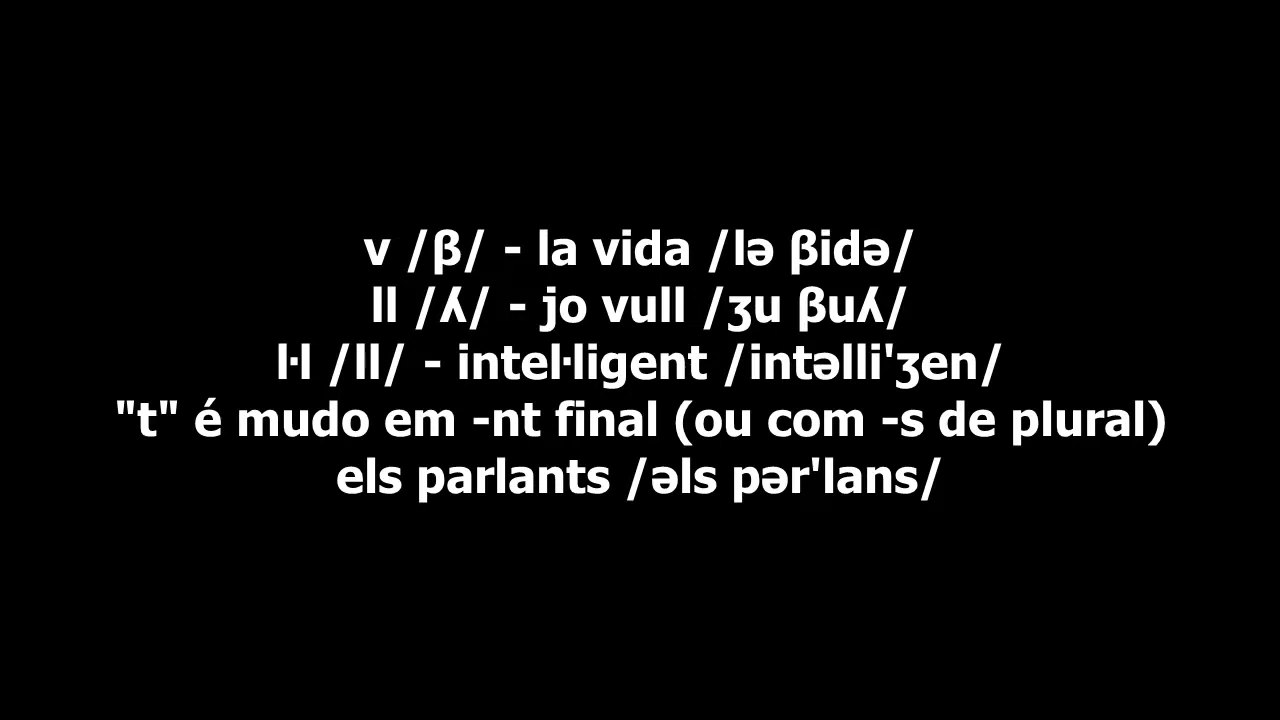 v /β/ - la vida /lə βidə/
ll /ʎ/ - jo vull /ʒu βuʎ/
l·l /ll/ - intel·ligent /intəlli'ʒen/
"t" é mudo em -nt final (ou com -s de plural)
els parlants /əls pər'lans/